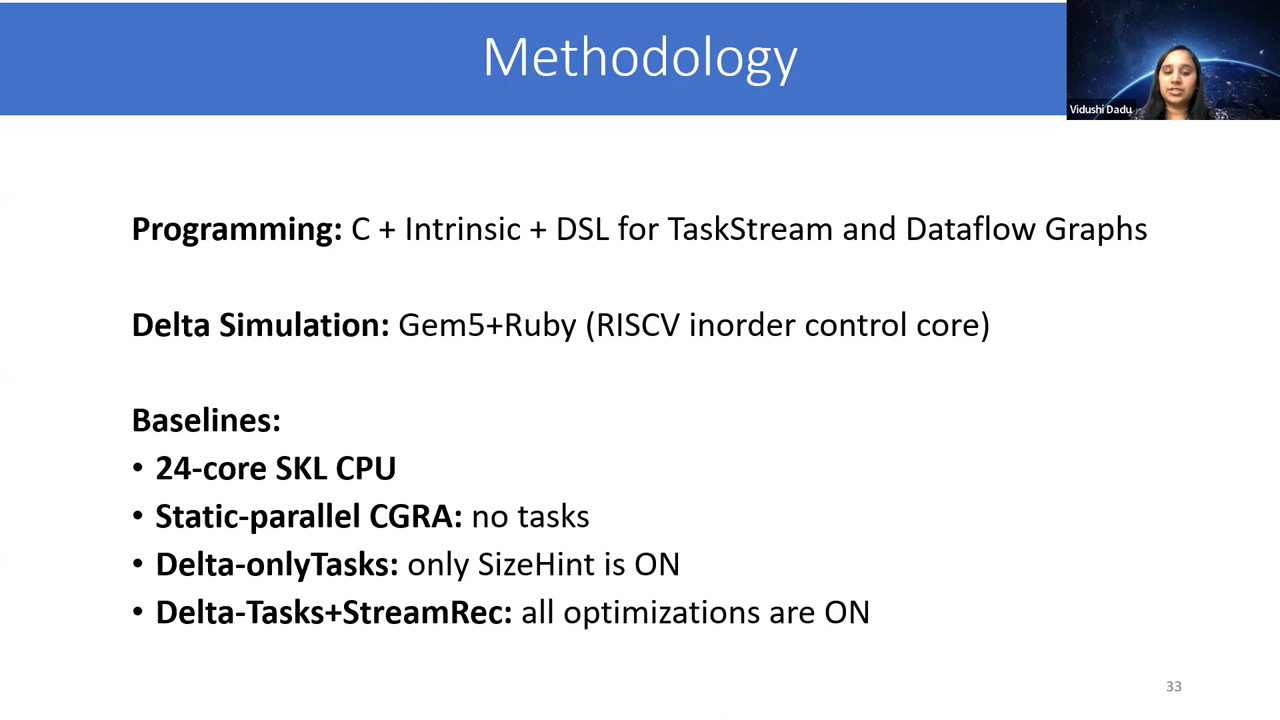 Methodology
Vidushi Dadu
Programming: C + Intrinsic + DSL for TaskStream and Dataflow Graphs
Delta Simulation: Gem5+Ruby (RISCV inorder control core)
Baselines:
• 24-core SKL CPU
• Static-parallel CGRA: no tasks
• Delta-onlyTasks: only SizeHint is ON
• Delta-Tasks+StreamRec: all optimizations are ON
33